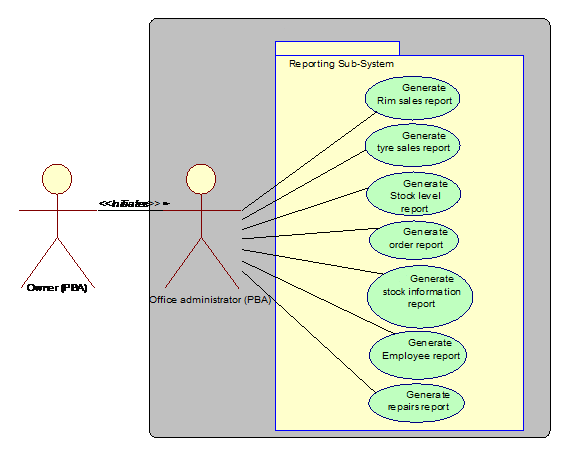 Reporting Sub-System
Generate
Rim sales report
Generate
tyre sales report
Generate
Stock level
report
Generate
order report
Generate
stock information
report
Generate
Employee report
Generate
repairs report
Owner (PBA)
Office administrator (PBA)